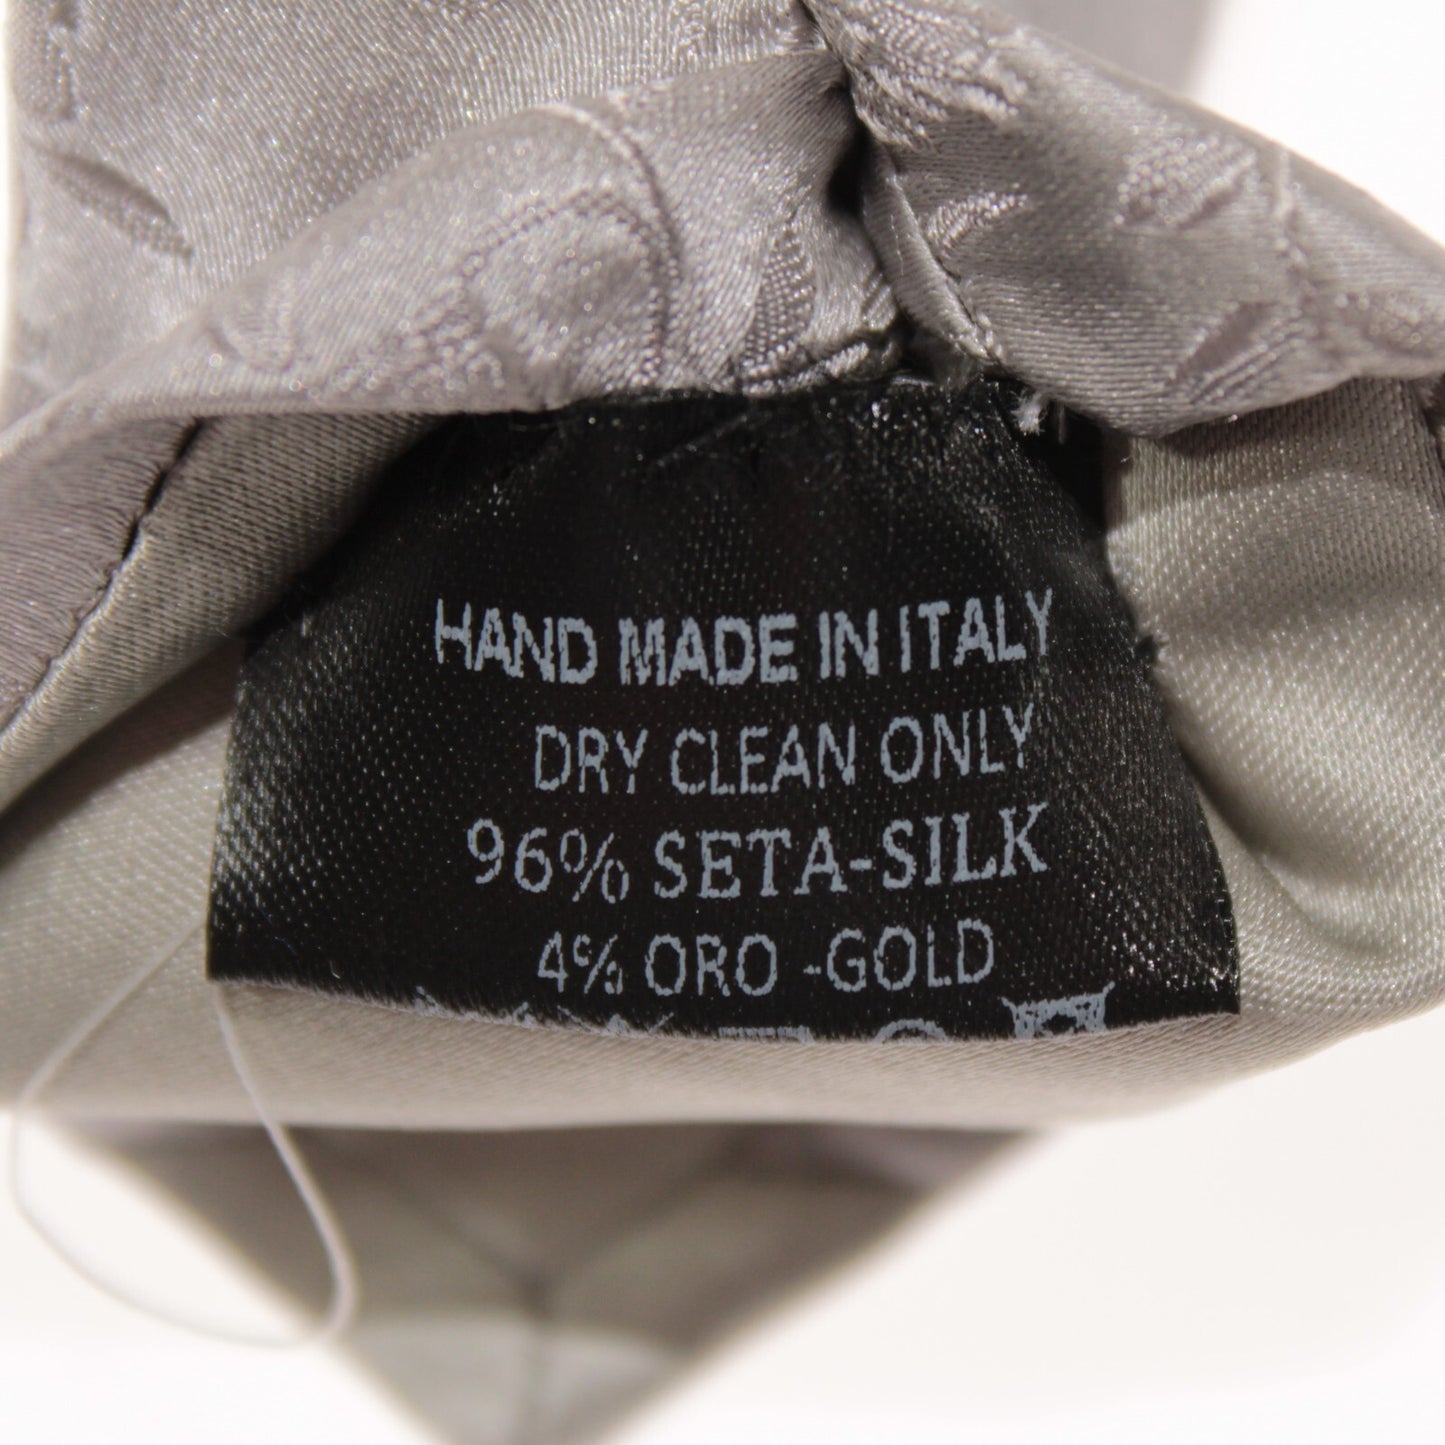 HAND MADE IN ITALY
DRY CLEAN ONLY
96% SETA-SILK
4% ORO -GOLD